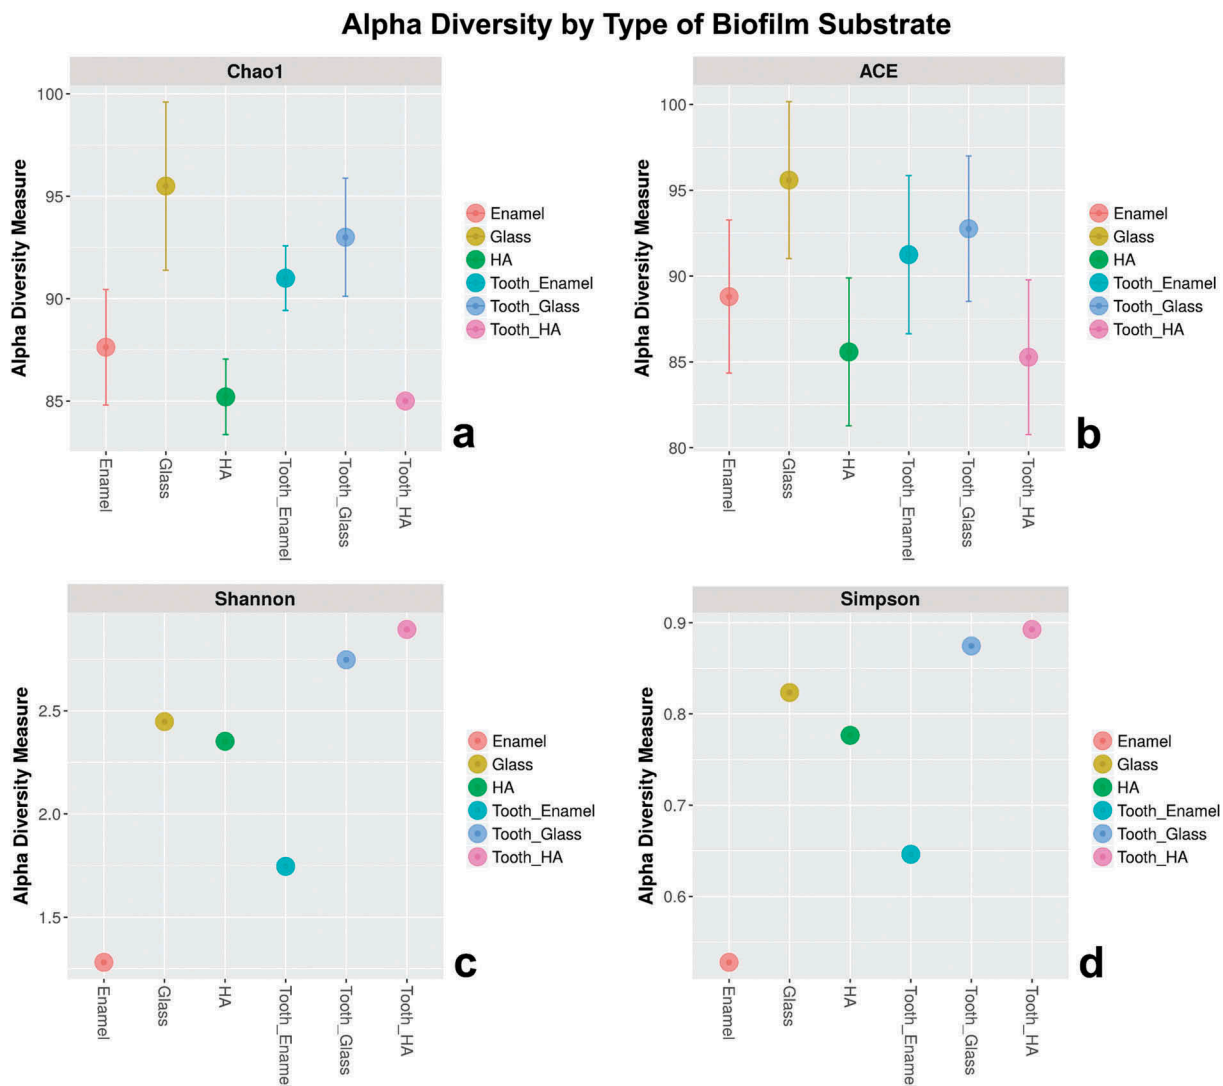 Alpha Diversity by Type of Biofilm Substrate
Chao1
Alpha Diversity Measure
100
95
90
85
Enamel
Glass
HA
Tooth_Enamel
Tooth_Glass
Tooth_HA
Enamel
Glass
HA
Tooth_Enamel
Tooth_Glass
Tooth_HA
a
ACE
Alpha Diversity Measure
100
95
90
85
80
Enamel
Glass
HA
Tooth_Enamel
Tooth_Glass
Tooth_HA
Enamel
Glass
HA
Tooth_Enamel
Tooth_Glass
Tooth_HA
b
Shannon
Alpha Diversity Measure
2.5
2.0
1.5
Enamel
Glass
HA
Tooth_Enamel
Tooth_Glass
Tooth_HA
Enamel
Glass
HA
Tooth_Enamel
Tooth_Glass
Tooth_HA
c
Simpson
Alpha Diversity Measure
0.9
0.8
0.7
0.6
Enamel
Glass
HA
Tooth_Enamel
Tooth_Glass
Tooth_HA
Enamel
Glass
HA
Tooth_Enamel
Tooth_Glass
Tooth_HA
d